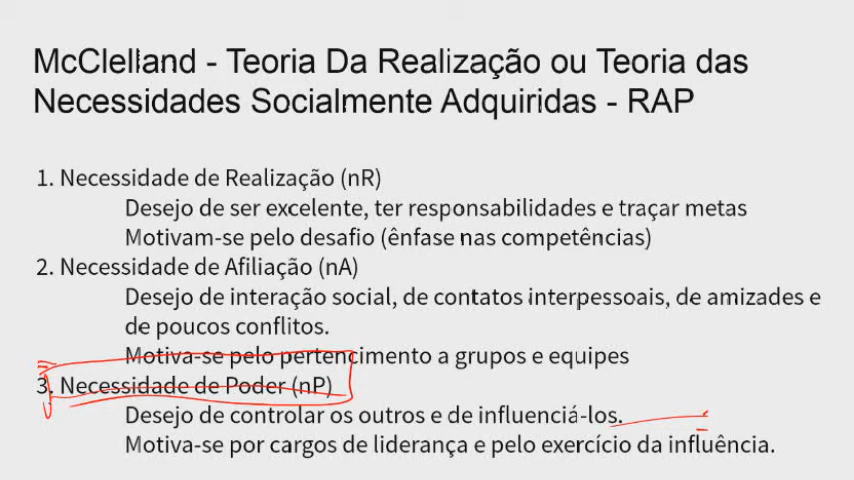 McClelland - Teoria Da Realização ou Teoria das
Necessidades Socialmente Adquiridas - RAP
1. Necessidade de Realização (nR)
Desejo de ser excelente, ter responsabilidades e traçar metas
Motivam-se pelo desafio (ênfase nas competências)
2. Necessidade de Afiliação (nA)
Desejo de interação social, de contatos interpessoais, de amizades e
de poucos conflitos.
Motiva-se pelo pertencimento a grupos e equipes
3. Necessidade de Poder (nP)
Desejo de controlar os outros e de influenciá-los.
Motiva-se por cargos de liderança e pelo exercício da influência.